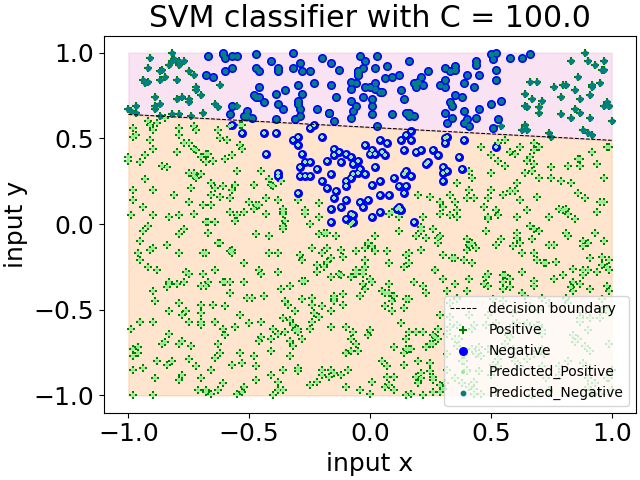 SVM classifier with C = 100.0
1.0
0.5
0.0
−0.5
−1.0
input y
decision boundary
Positive
Negative
Predicted_Positive
Predicted_Negative
−1.0 −0.5 0.0 0.5 1.0
input x